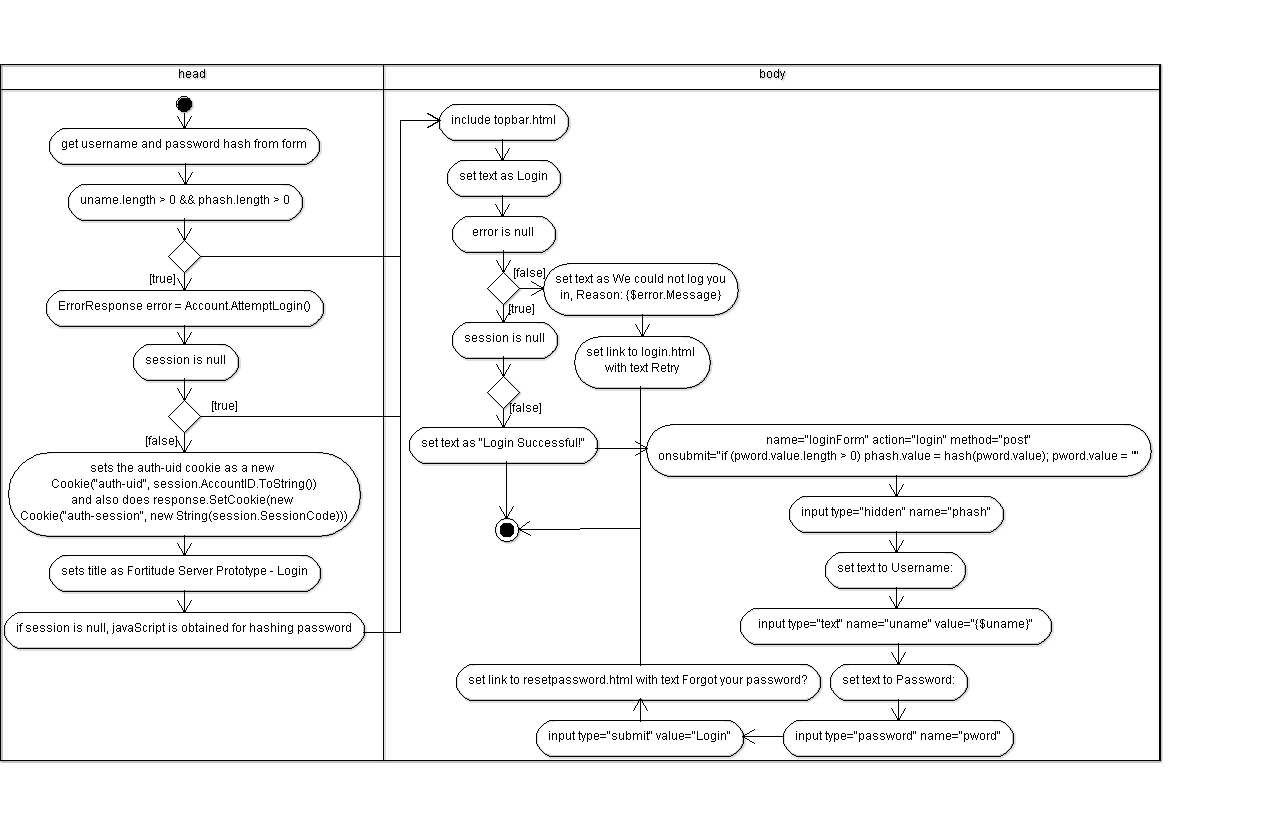 head
get username and password hash from form
uname.length > 0 && phash.length > 0
[true]
ErrorResponse error = Account.AttemptLogin()
session is null
[true]
[false]
sets the auth-uid cookie as a new
Cookie("auth-uid", session.AccountID.ToString())
and also does response.SetCookie(new
Cookie("auth-session", new String(session.SessionCode)))
sets title as Fortitude Server Prototype - Login
if session is null, javaScript is obtained for hashing password
body
include topbar.html
set text as Login
error is null
[false]
set text as We could not log you
in, Reason: {$error.Message}
[true]
session is null
set link to login.html
with text Retry
[false]
set text as "Login Successful!"
name="loginForm" action="login" method="post"
onsubmit="if (pword.value.length > 0) phash.value = hash(pword.value); pword.value = ""
input type="hidden" name="phash"
set text to Username:
input type="text" name="uname" value="{$uname}"
set text to Password:
input type="password" name="pword"
input type="submit" value="Login"
set link to resetpassword.html with text Forgot your password?